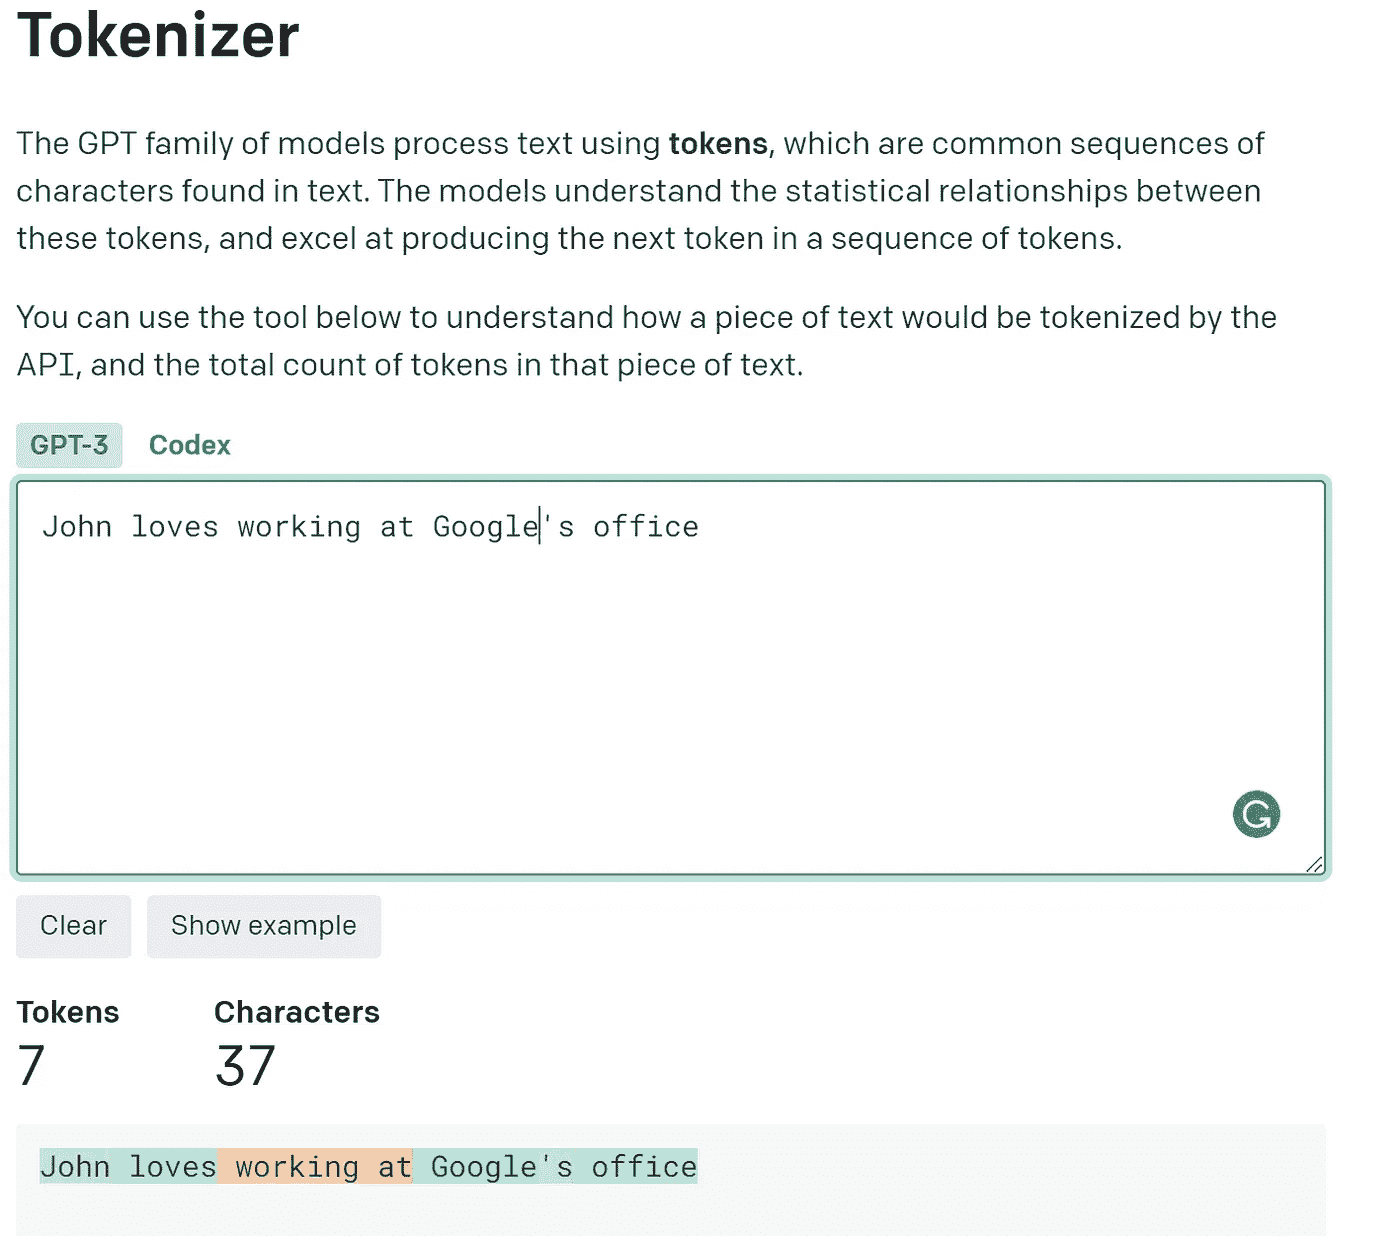 Tokenizer
The GPT family of models process text using tokens, which are common sequences of
characters found in text. The models understand the statistical relationships between
these tokens, and excel at producing the next token in a sequence of tokens.
You can use the tool below to understand how a piece of text would be tokenized by the
API, and the total count of tokens in that piece of text.
GPT-3 Codex
John loves working at Google's office
G
Clear Show example
Tokens Characters
7 37
John loves working at Google's office